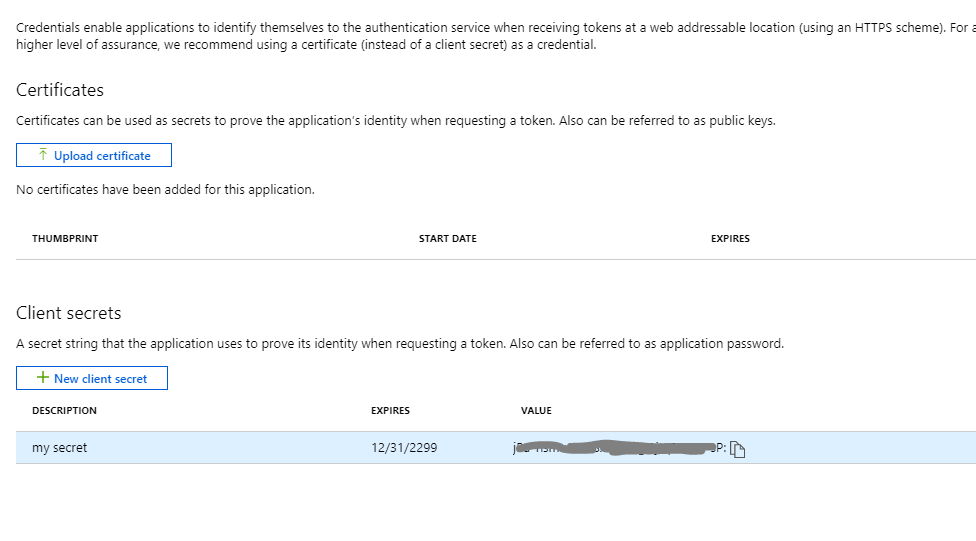 Credentials enable applications to identify themselves to the authentication service when receiving tokens at a web addressable location (using an HTTPS scheme). For a
higher level of assurance, we recommend using a certificate (instead of a client secret) as a credential.
Certificates
Certificates can be used as secrets to prove the application's identity when requesting a token. Also can be referred to as public keys.
Upload certificate
No certificates have been added for this application.
THUMBPRINT START DATE EXPIRES
Client secrets
A secret string that the application uses to prove its identity when requesting a token. Also can be referred to as application password.
New client secret
DESCRIPTION EXPIRES VALUE
my secret 12/31/2299